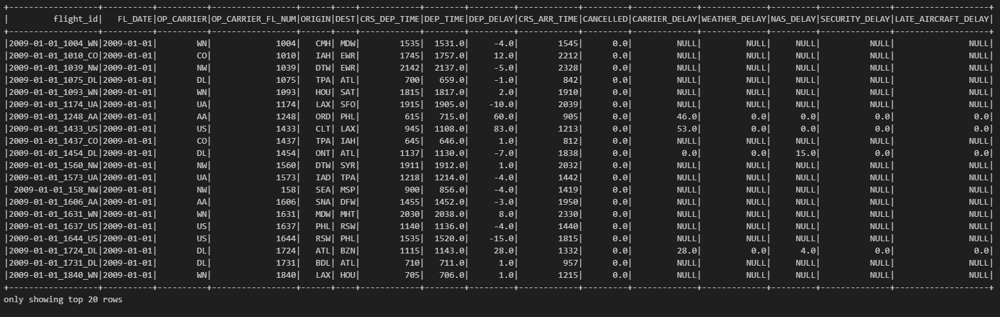 +------------------+----------+----------+-----------------+------+----+------------+--------+---------+------------+---------+-------------+-------------+---------+--------------+-------------------+
|         flight_id|   FL_DATE|OP_CARRIER|OP_CARRIER_FL_NUM|ORIGIN|DEST|CRS_DEP_TIME|DEP_TIME|DEP_DELAY|CRS_ARR_TIME|CANCELLED|CARRIER_DELAY|WEATHER_DELAY|NAS_DELAY|SECURITY_DELAY|LATE_AIRCRAFT_DELAY|
+------------------+----------+----------+-----------------+------+----+------------+--------+---------+------------+---------+-------------+-------------+---------+--------------+-------------------+
|2009-01-01_1004_WN|2009-01-01|        WN|             1004|   CMH| MDW|        1535|  1531.0|     -4.0|        1545|      0.0|         NULL|         NULL|     NULL|          NULL|               NULL|
|2009-01-01_1010_CO|2009-01-01|        CO|             1010|   IAH| EWR|        1745|  1757.0|     12.0|        2212|      0.0|         NULL|         NULL|     NULL|          NULL|               NULL|
|2009-01-01_1039_NW|2009-01-01|        NW|             1039|   DTW| EWR|        2142|  2137.0|     -5.0|        2328|      0.0|         NULL|         NULL|     NULL|          NULL|               NULL|
|2009-01-01_1075_DL|2009-01-01|        DL|             1075|   TPA| ATL|         700|   659.0|     -1.0|         842|      0.0|         NULL|         NULL|     NULL|          NULL|               NULL|
|2009-01-01_1093_WN|2009-01-01|        WN|             1093|   HOU| SAT|        1815|  1817.0|      2.0|        1910|      0.0|         NULL|         NULL|     NULL|          NULL|               NULL|
|2009-01-01_1174_UA|2009-01-01|        UA|             1174|   LAX| SFO|        1915|  1905.0|    -10.0|        2039|      0.0|         NULL|         NULL|     NULL|          NULL|               NULL|
|2009-01-01_1248_AA|2009-01-01|        AA|             1248|   ORD| PHL|         615|   715.0|     60.0|         905|      0.0|         46.0|          0.0|      0.0|           0.0|                0.0|
|2009-01-01_1433_US|2009-01-01|        US|             1433|   CLT| LAX|         945|  1108.0|     83.0|        1213|      0.0|         53.0|          0.0|      0.0|           0.0|                0.0|
|2009-01-01_1437_CO|2009-01-01|        CO|             1437|   TPA| IAH|         645|   646.0|      1.0|         812|      0.0|         NULL|         NULL|     NULL|          NULL|               NULL|
|2009-01-01_1454_DL|2009-01-01|        DL|             1454|   ONT| ATL|        1137|  1130.0|     -7.0|        1838|      0.0|          0.0|          0.0|     15.0|           0.0|                0.0|
|2009-01-01_1560_NW|2009-01-01|        NW|             1560|   DTW| SYR|        1911|  1912.0|      1.0|        2032|      0.0|         NULL|         NULL|     NULL|          NULL|               NULL|
|2009-01-01_1573_UA|2009-01-01|        UA|             1573|   IAD| TPA|        1218|  1214.0|     -4.0|        1442|      0.0|         NULL|         NULL|     NULL|          NULL|               NULL|
| 2009-01-01_158_NW|2009-01-01|        NW|              158|   SEA| MSP|         900|   856.0|     -4.0|        1419|      0.0|         NULL|         NULL|     NULL|          NULL|               NULL|
|2009-01-01_1606_AA|2009-01-01|        AA|             1606|   SNA| DFW|        1455|  1452.0|     -3.0|        1950|      0.0|         NULL|         NULL|     NULL|          NULL|               NULL|
|2009-01-01_1631_WN|2009-01-01|        WN|             1631|   MDW| MHT|        2030|  2038.0|      8.0|        2330|      0.0|         NULL|         NULL|     NULL|          NULL|               NULL|
|2009-01-01_1637_US|2009-01-01|        US|             1637|   PHL| RSW|        1140|  1136.0|     -4.0|        1440|      0.0|         NULL|         NULL|     NULL|          NULL|               NULL|
|2009-01-01_1644_US|2009-01-01|        US|             1644|   RSW| PHL|        1535|  1520.0|    -15.0|        1815|      0.0|         NULL|         NULL|     NULL|          NULL|               NULL|
|2009-01-01_1724_DL|2009-01-01|        DL|             1724|   ATL| BZN|        1115|  1143.0|     28.0|        1332|      0.0|         28.0|          0.0|      4.0|           0.0|                0.0|
|2009-01-01_1731_DL|2009-01-01|        DL|             1731|   BDL| ATL|         710|   711.0|      1.0|         957|      0.0|         NULL|         NULL|     NULL|          NULL|               NULL|
|2009-01-01_1840_WN|2009-01-01|        WN|             1840|   LAX| HOU|         705|   706.0|      1.0|        1215|      0.0|         NULL|         NULL|     NULL|          NULL|               NULL|
+------------------+----------+----------+-----------------+------+----+------------+--------+---------+------------+---------+-------------+-------------+---------+--------------+-------------------+
only showing top 20 rows